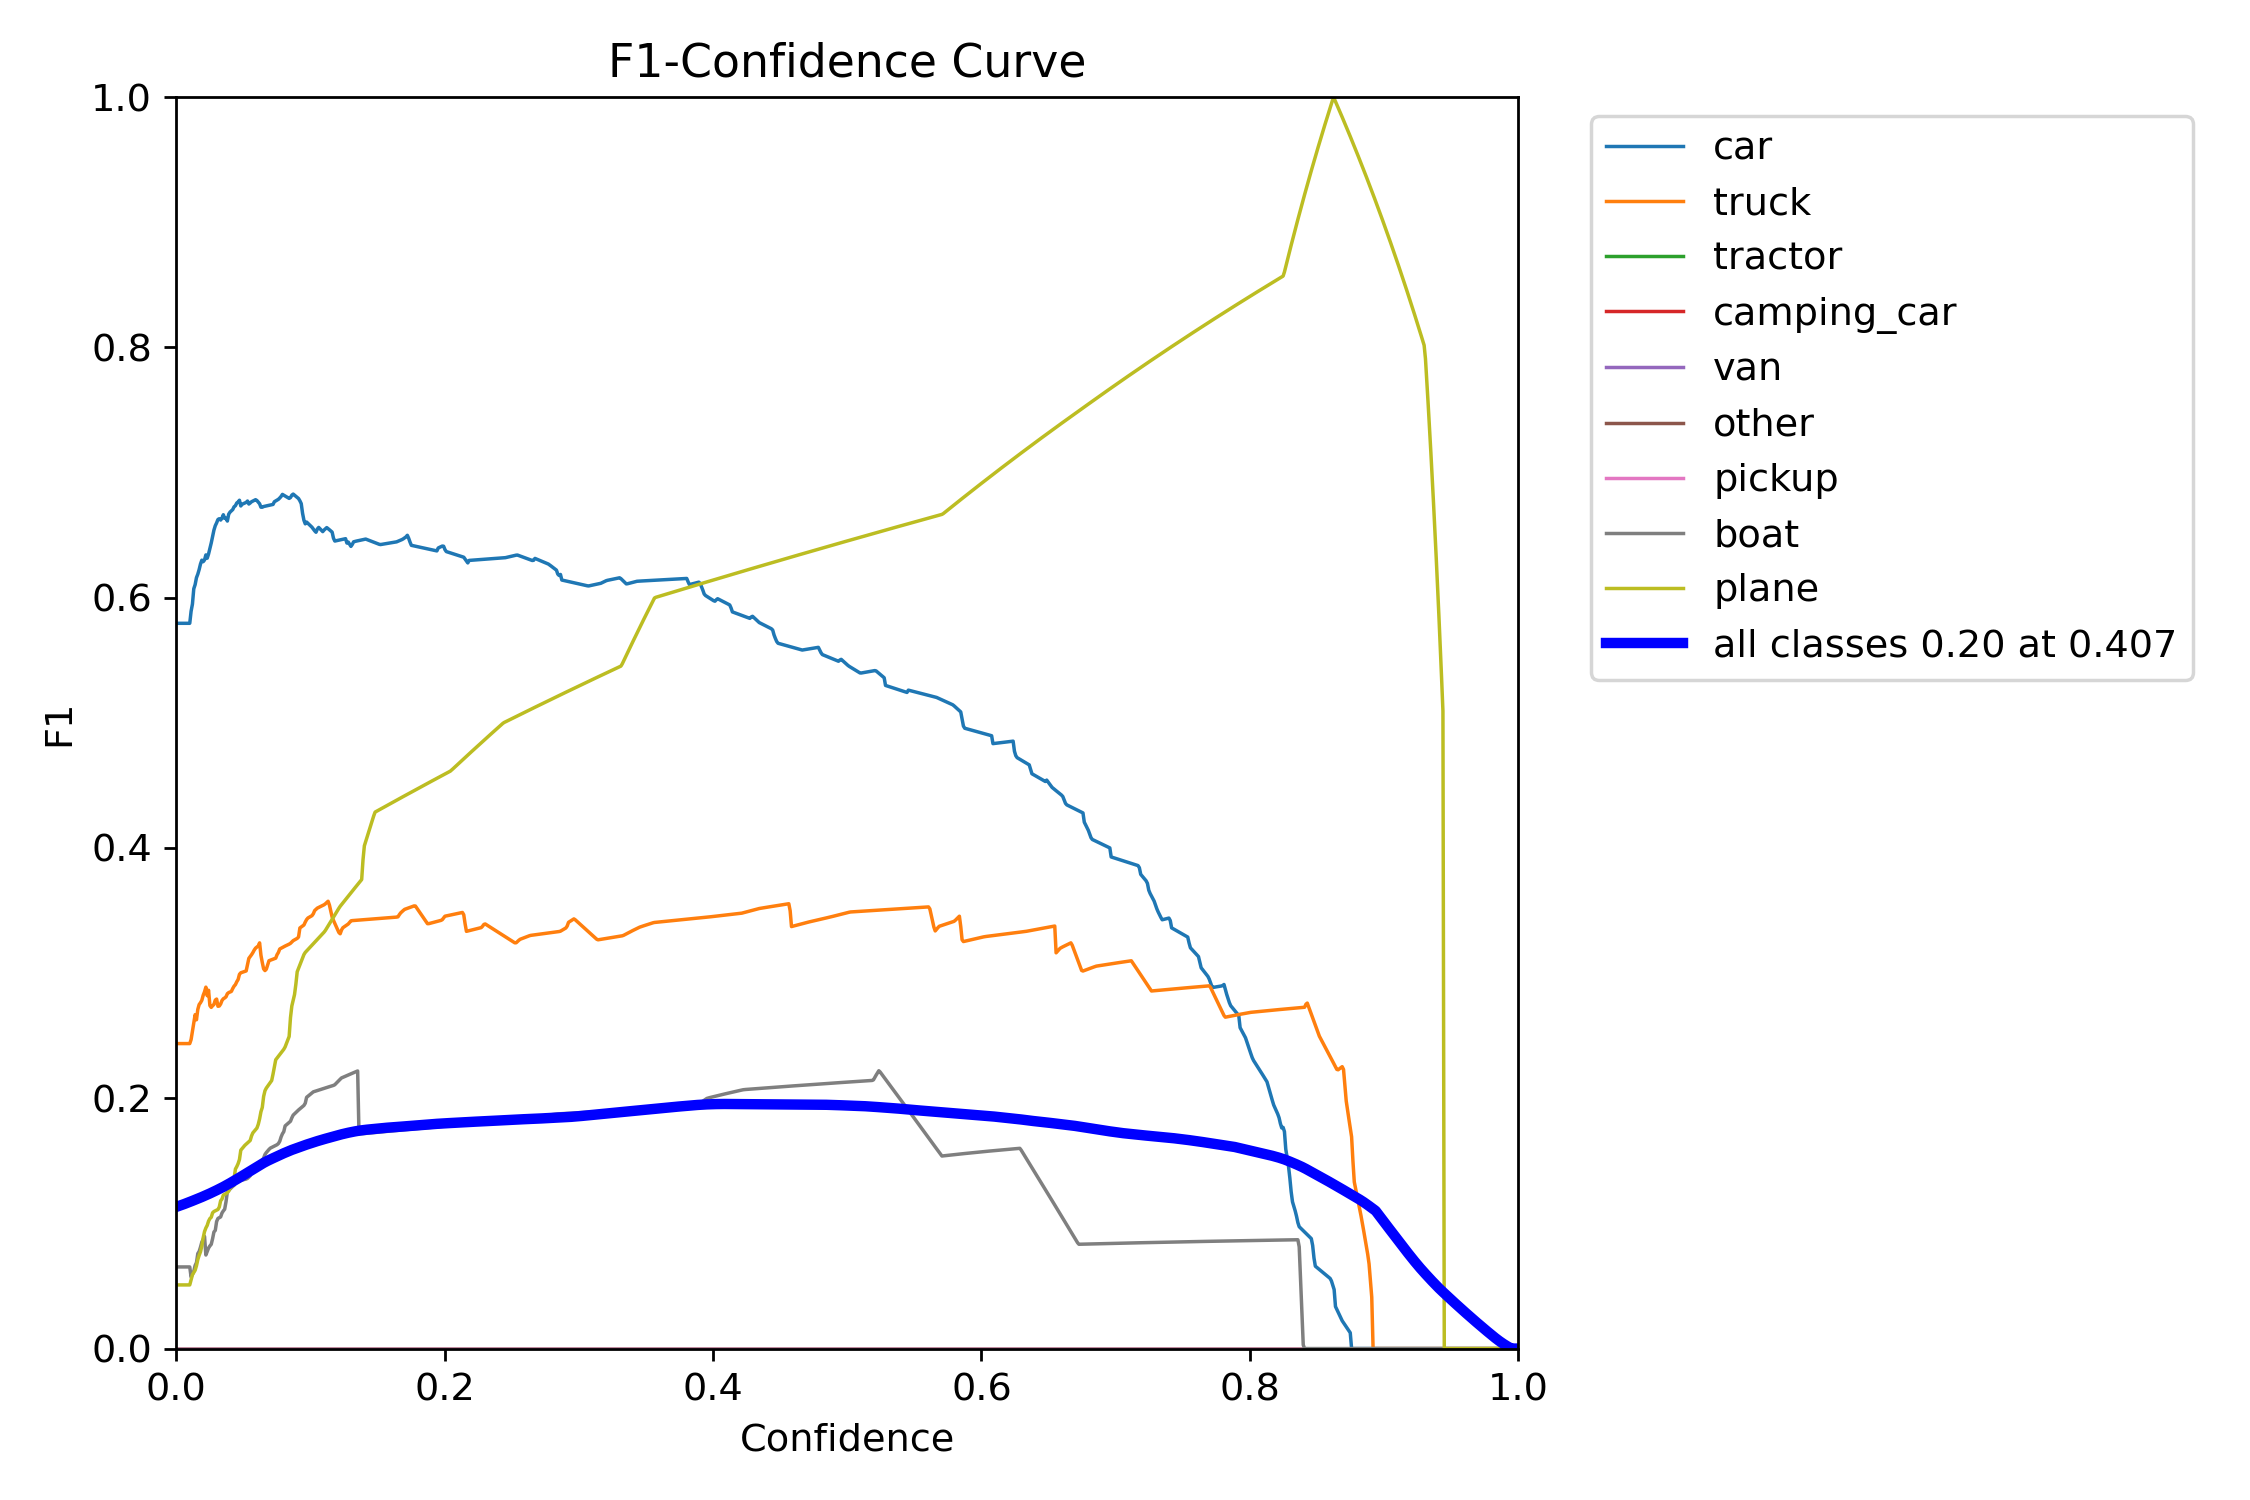 F1-Confidence Curve
1.0
0.8
0.6
0.4
0.2
0.0
F1
0.0 0.2 0.4 0.6 0.8 1.0
Confidence
car
truck
tractor
camping_car
van
other
pickup
boat
plane
all classes 0.20 at 0.407